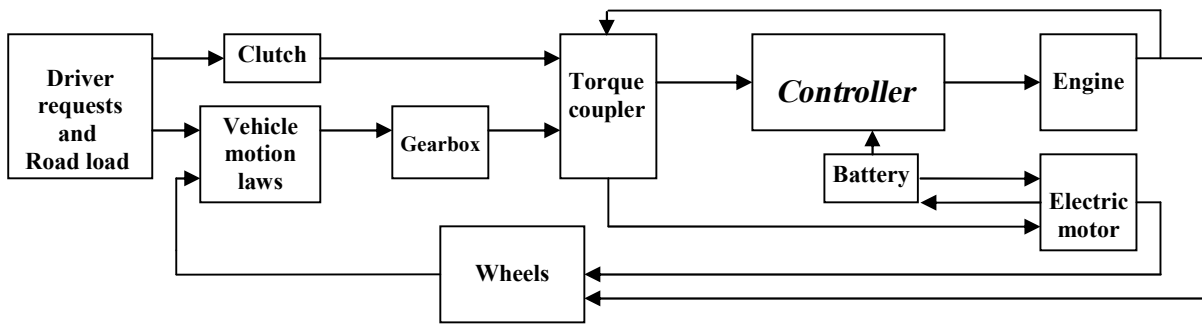 Driver
requests
and
Road load
Clutch
Vehicle
motion
laws
Gearbox
Torque
coupler
Controller
Engine
Battery
Electric
motor
Wheels